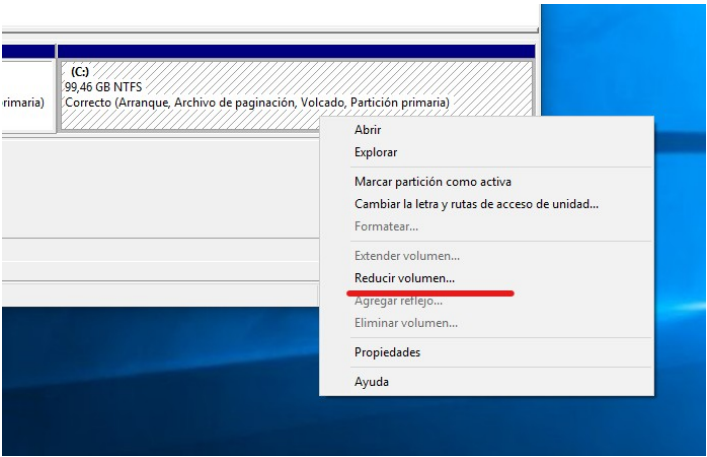 (C:)
99,46 GB NTFS
rimaria)
Correcto (Arranque, Archivo de paginación, Volcado, Partición primaria)
Abrir
Explorar
Marcar partición como activa
Cambiar la letra y rutas de acceso de unidad...
Formatear...
Extender volumen...
Reducir volumen...
Agregar reflejo...
Eliminar volumen...
Propiedades
Ayuda